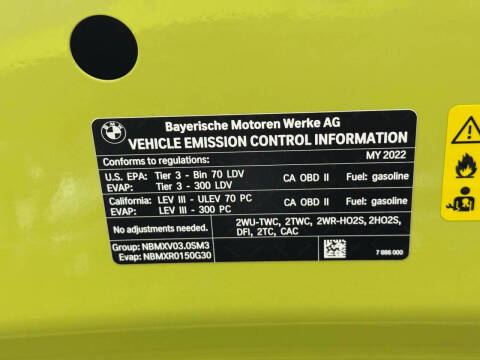 BMW
Bayerische Motoren Werke AG
VEHICLE EMISSION CONTROL INFORMATION
Conforms to regulations: MY 2022
U.S. EPA: Tier 3 - Bin 70 LDV CA OBD II Fuel: gasoline
EVAP: Tier 3 - 300 LDV
California: LEV III - ULEV 70 PC CA OBD II Fuel: gasoline
EVAP: LEV III - 300 PC
No adjustments needed. 2WU-TWC, 2TWC, 2WR-HO2S, 2HO2S,
DFI, 2TC, CAC
Group: NBMXV03.0SM3
Evap: NBMXR0150G30 7 886 000